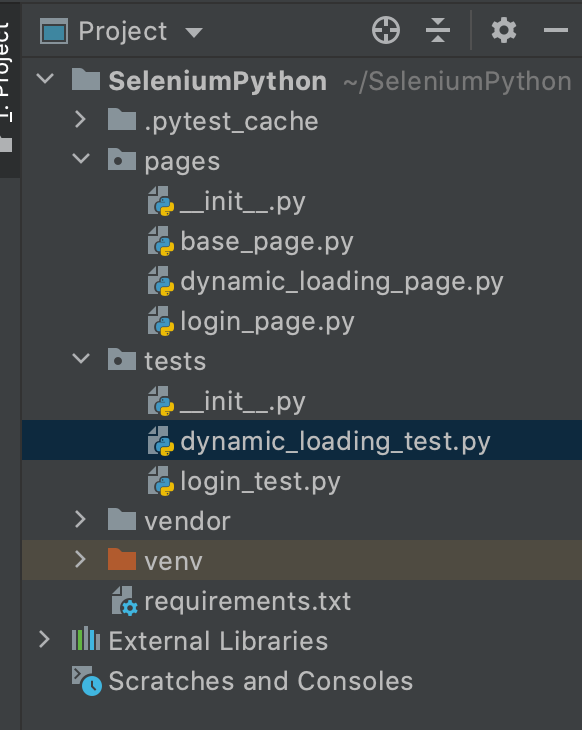 Project
Project
SeleniumPython ~/SeleniumPython
.pytest_cache
pages
__init__.py
base_page.py
dynamic_loading_page.py
login_page.py
tests
__init__.py
dynamic_loading_test.py
login_test.py
vendor
venv
requirements.txt
External Libraries
Scratches and Consoles